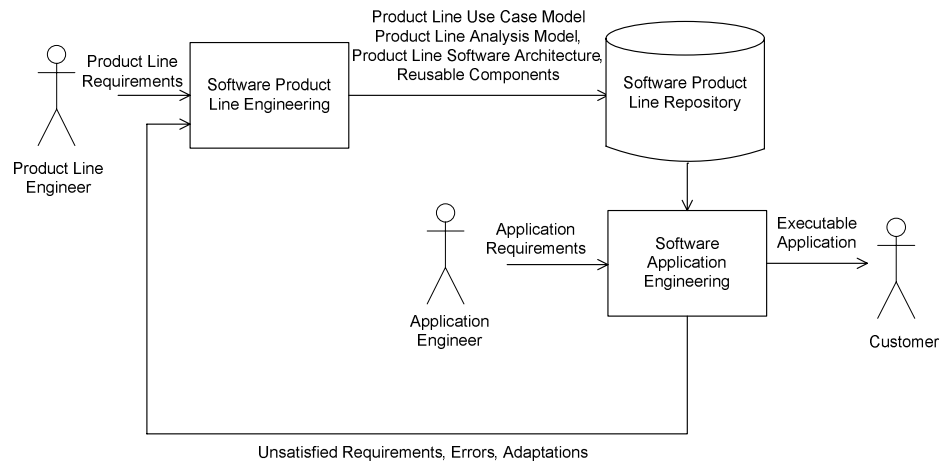 Product Line Use Case Model
Product Line Analysis Model,
Product Line Software Architecture,
Reusable Components
Product Line
Requirements
Software Product
Line Engineering
Software Product
Line Repository
Product Line
Engineer
Application
Requirements
Software
Application
Engineering
Executable
Application
Application
Engineer
Customer
Unsatisfied Requirements, Errors, Adaptations